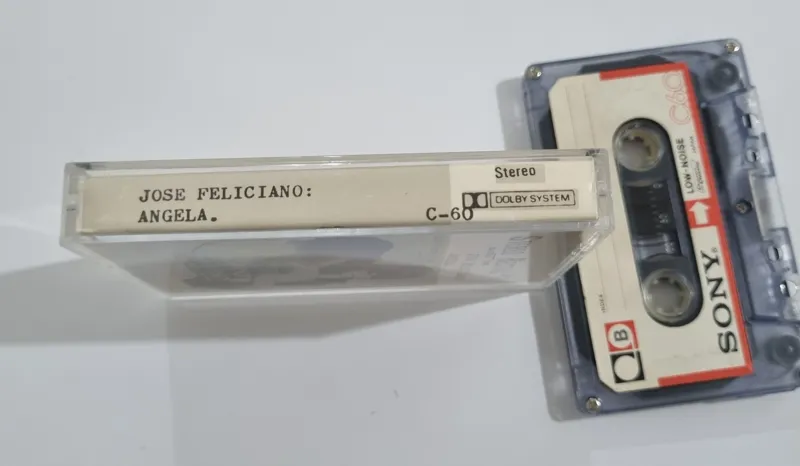 JOSE FELICIANO:
ANGELA.
C-60
Stereo
DOLBY SYSTEM
SONY
C60
LOW-NOISE
B